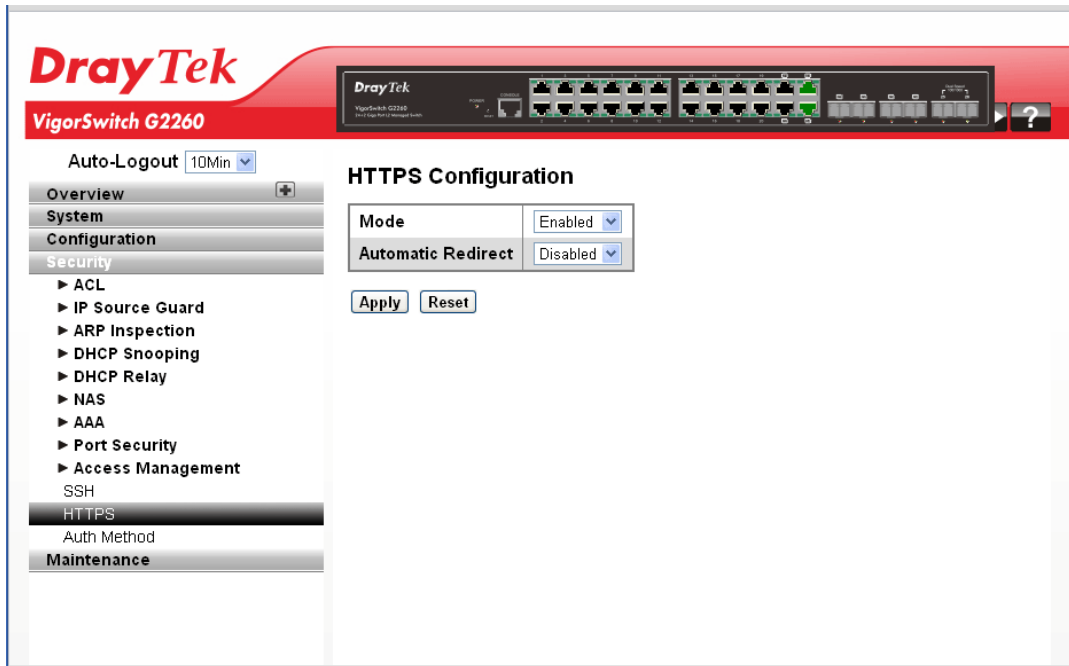 DrayTek
VigorSwitch G2260
DrayTek
VigorSwitch G2260
?
Auto-Logout 10Min
Overview
System
Configuration
Security
ACL
IP Source Guard
ARP Inspection
DHCP Snooping
DHCP Relay
NAS
AAA
Port Security
Access Management
SSH
HTTPS
Auth Method
Maintenance
HTTPS Configuration
Mode Enabled
Automatic Redirect Disabled
Apply Reset